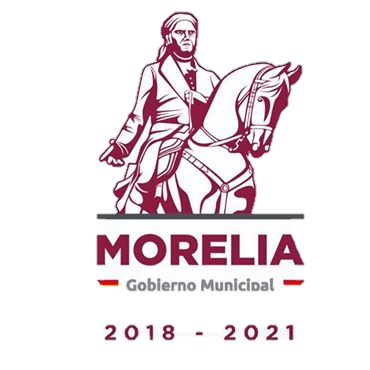 MORELIA
Gobierno Municipal
2018 - 2021